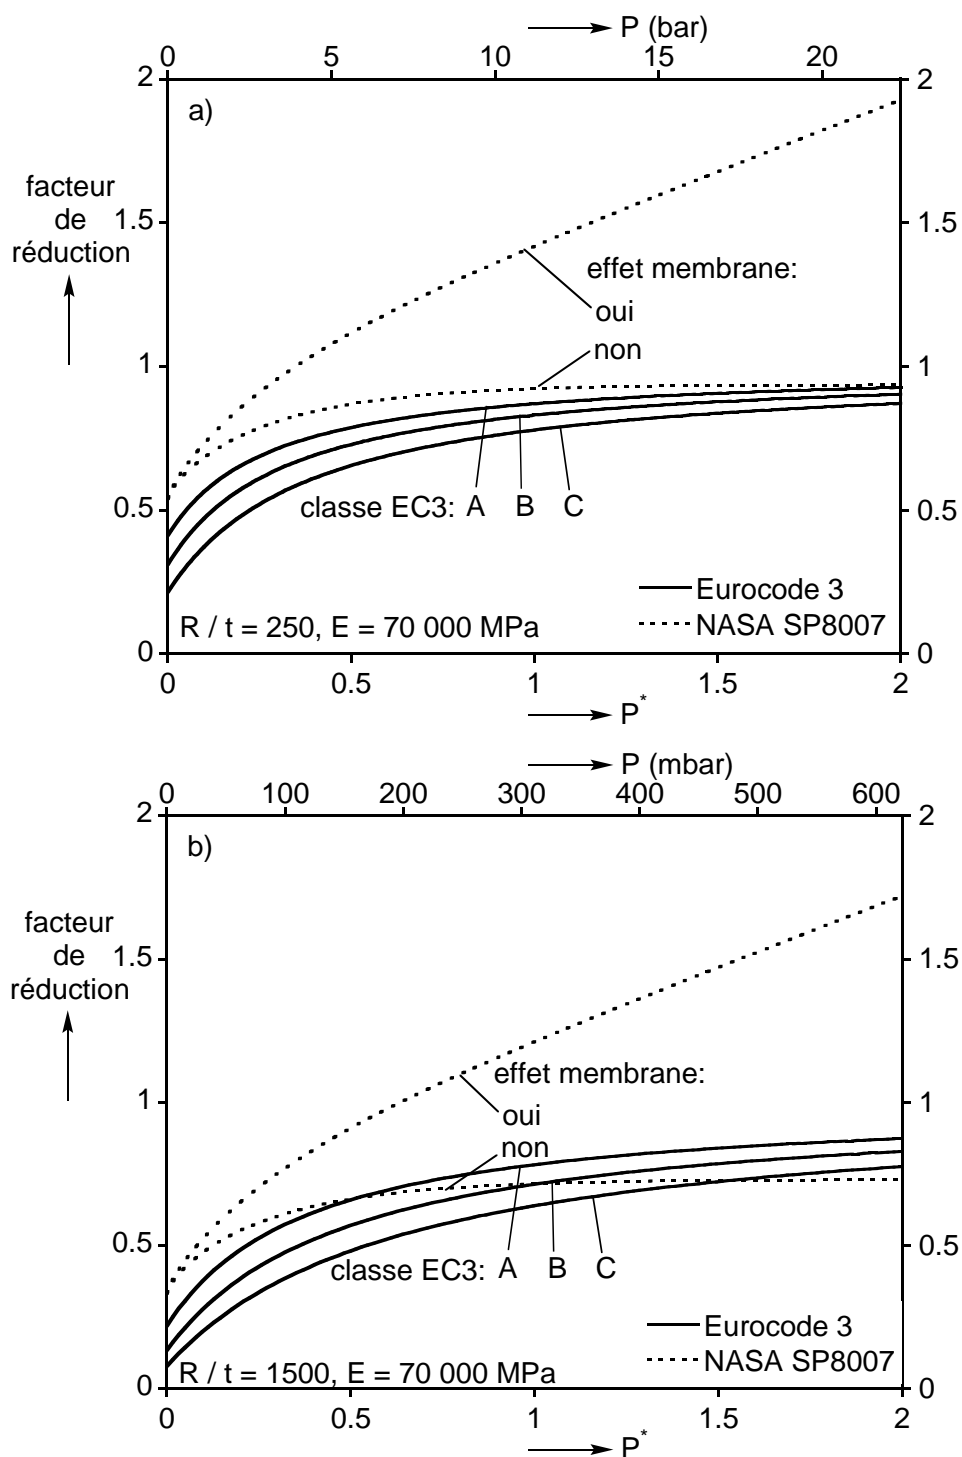 P (bar)
0 5 10 15 20
2 2
a)
facteur
de 1.5 1.5
réduction
effet membrane:
oui
non
1 1
classe EC3: A B C
0.5 0.5
Eurocode 3
R / t = 250, E = 70 000 MPa NASA SP8007
0 0
0 0.5 1 1.5 2
P*
P (mbar)
0 100 200 300 400 500 600
2 2
b)
facteur
de 1.5 1.5
réduction
effet membrane:
1 oui 1
non
0.5 0.5
classe EC3: A B C
Eurocode 3
R / t = 1500, E = 70 000 MPa NASA SP8007
0 0
0 0.5 1 1.5 2
P*